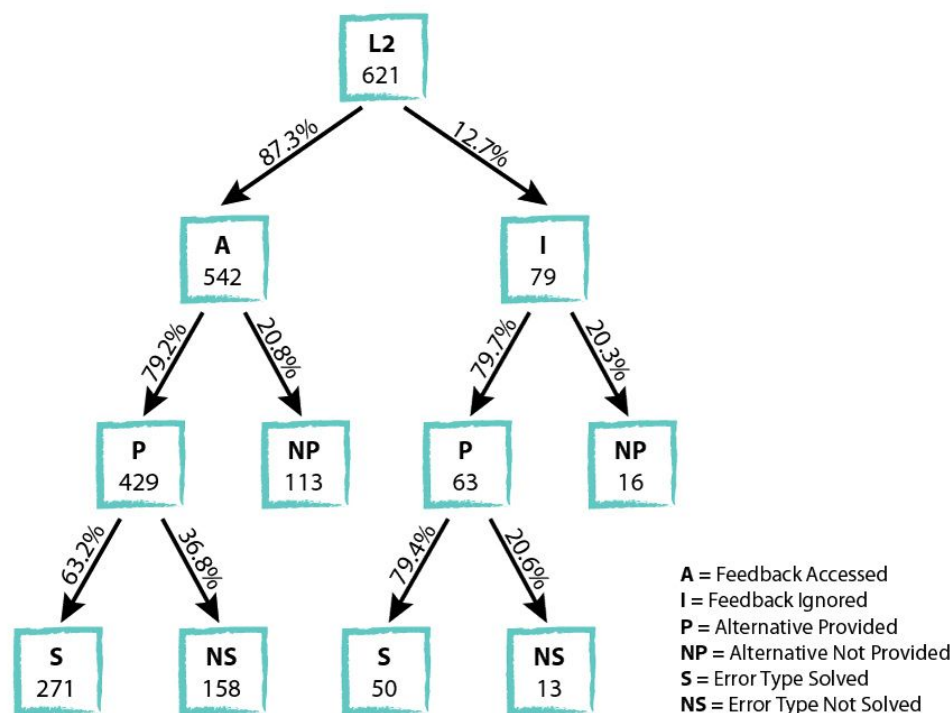 L2
621
87.3%
12.7%
A
542
I
79
79.2%
20.8%
79.7%
20.3%
P
429
NP
113
P
63
NP
16
63.2%
36.8%
79.4%
20.6%
S
271
NS
158
S
50
NS
13
A = Feedback Accessed
I = Feedback Ignored
P = Alternative Provided
NP = Alternative Not Provided
S = Error Type Solved
NS = Error Type Not Solved